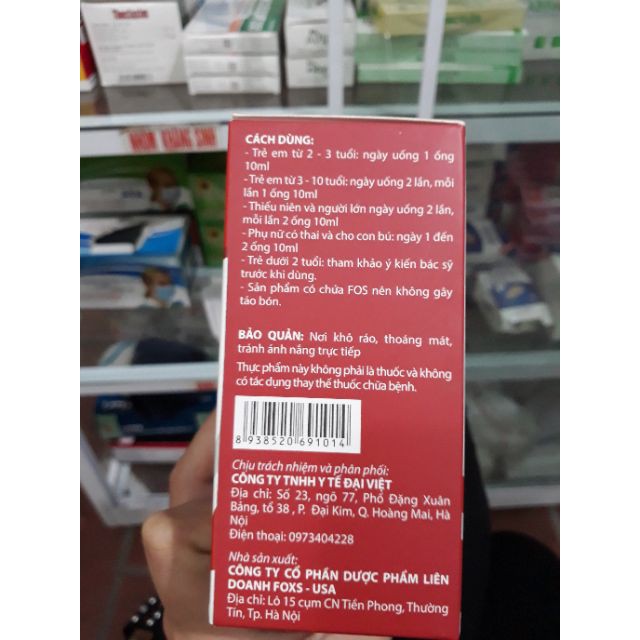 NHÓM KHÁNG SINH
CÁCH DÙNG:
- Trẻ em từ 2 - 3 tuổi: ngày uống 1 ống
10ml
- Trẻ em từ 3 - 10 tuổi: ngày uống 2 lần, mỗi
lần 1 ống 10ml
- Thiếu niên và người lớn ngày uống 2 lần,
mỗi lần 2 ống 10ml
- Phụ nữ có thai và cho con bú: ngày 1 đến
2 ống 10ml
- Trẻ dưới 2 tuổi: tham khảo ý kiến bác sỹ
trước khi dùng.
- Sản phẩm có chứa FOS nên không gây
táo bón.
BẢO QUẢN: Nơi khô ráo, thoáng mát,
tránh ánh nắng trực tiếp
Thực phẩm này không phải là thuốc và không
có tác dụng thay thế thuốc chữa bệnh.
8 938520 691014
Chịu trách nhiệm và phân phối:
CÔNG TY TNHH Y TẾ ĐẠI VIỆT
Địa chỉ: Số 23, ngõ 77, Phố Đặng Xuân
Bảng, tổ 38 , P. Đại Kim, Q. Hoàng Mai, Hà
Nội
Điện thoại: 0973404228
Nhà sản xuất:
CÔNG TY CỔ PHẦN DƯỢC PHẨM LIÊN
DOANH FOXS - USA
Địa chỉ: Lô 15 cụm CN Tiền Phong, Thường
Tín, Tp. Hà Nội